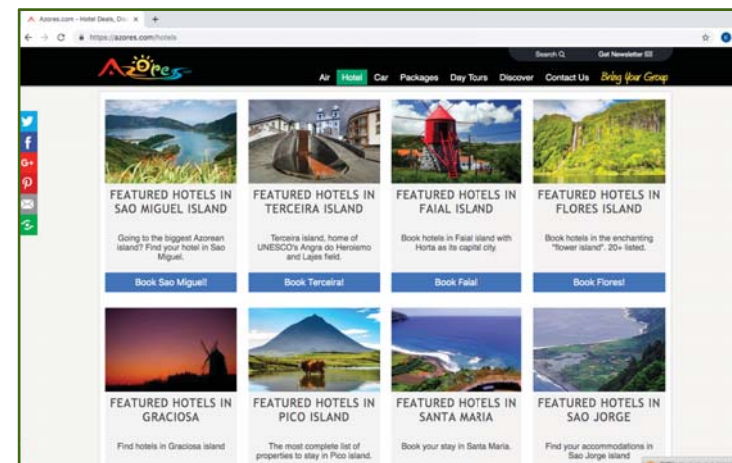 Azores.com - Hotel Deals, Dis
https://azores.com/hotels
Search
Get Newsletter
Azores
Air Hotel Car Packages Day Tours Discover Contact Us Bring Your Group
FEATURED HOTELS IN
SAO MIGUEL ISLAND
Going to the biggest Azorean
island? Find your hotel in Sao
Miguel.
Book Sao Miguel!
FEATURED HOTELS IN
TERCEIRA ISLAND
Terceira island, home of
UNESCO's Angra do Heroismo
and Lajes field.
Book Terceira!
FEATURED HOTELS IN
FAIAL ISLAND
Book hotels in Faial island with
Horta as its capital city.
Book Faial!
FEATURED HOTELS IN
FLORES ISLAND
Book hotels in the enchanting
"flower island". 20+ listed.
Book Flores!
FEATURED HOTELS IN
GRACIOSA
Find hotels in Graciosa island
FEATURED HOTELS IN
PICO ISLAND
The most complete list of
properties to stay in Pico island.
FEATURED HOTELS IN
SANTA MARIA
Book your stay in Santa Maria.
FEATURED HOTELS IN
SAO JORGE
Find your accommodations in
Sao Jorge island